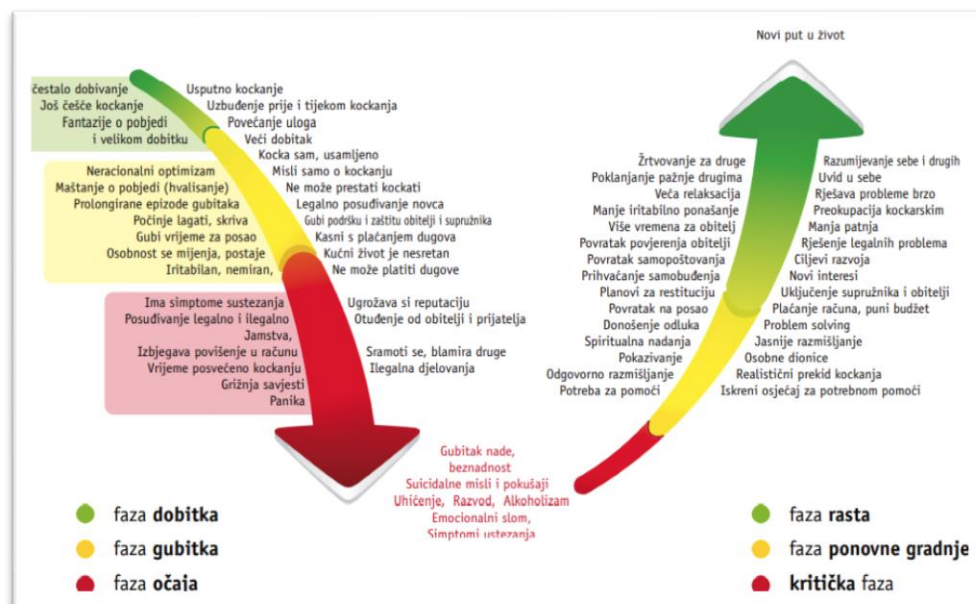 Novi put u život
čestalo dobivanje
Još češće kockanje
Fantazije o pobjedi
i velikom dobitku
Usputno kockanje
Uzbuđenje prije i tijekom kockanja
Povećanje uloga
Veći dobitak
Kocka sam, usamljeno
Neracionalni optimizam
Maštanje o pobjedi (hvalisanje)
Prolongirane epizode gubitaka
Počinje lagati, skriva
Gubi vrijeme za posao
Osobnost se mijenja, postaje
Iritabilan, nemiran,
Misli samo o kockanju
Ne može prestati kockati
Legalno posuđivanje novca
Gubi podršku i zaštitu obitelji i supružnika
Kasni s plačanjem dugova
Kućni život je nesretan
Ne može platiti dugove
Ima simptome sustezanja
Posuđivanje legalno i ilegalno
Jamstva,
Izbjegava povišenje u računu
Vrijeme posvečeno kockanju
Grižnja savjesti
Panika
Ugrožava si reputaciju
Otuđenje od obitelji i prijatelja
Sramoti se, blamira druge
Ilegalna djelovanja
Gubitak nade,
beznadnost
Suicidalne misli i pokušaji
Uhićenje, Razvod, Alkoholizam
Emocionalni slom,
Simptomi ustezanja
Žrtvovanje za druge
Poklanjanje pažnje drugima
Veča relaksacija
Manje iritabilno ponašanje
Više vremena za obitelj
Povratak povjerenja obitelji
Povratak samopoštovanja
Prihvaćanje samobuđenja
Planovi za restituciju
Povratak na posao
Donošenje odluka
Spiritualna nadanja
Pokazivanje
Odgovorno razmišljanje
Potreba za pomoći
Razumijevanje sebe i drugih
Uvid u sebe
Rješava probleme brzo
Preokupacija kockarskim
Manja patnja
Rješenje legalnih problema
Ciljevi razvoja
Novi interesi
Uključenje supružnika i obitelji
Plaćanje računa, puni budžet
Problem solving
Jasnije razmišljanje
Osobne dionice
Realistični prekid kockanja
Iskreni osjećaj za potrebnom pomoći
faza dobitka
faza gubitka
faza očaja
faza rasta
faza ponovne gradnje
kritička faza